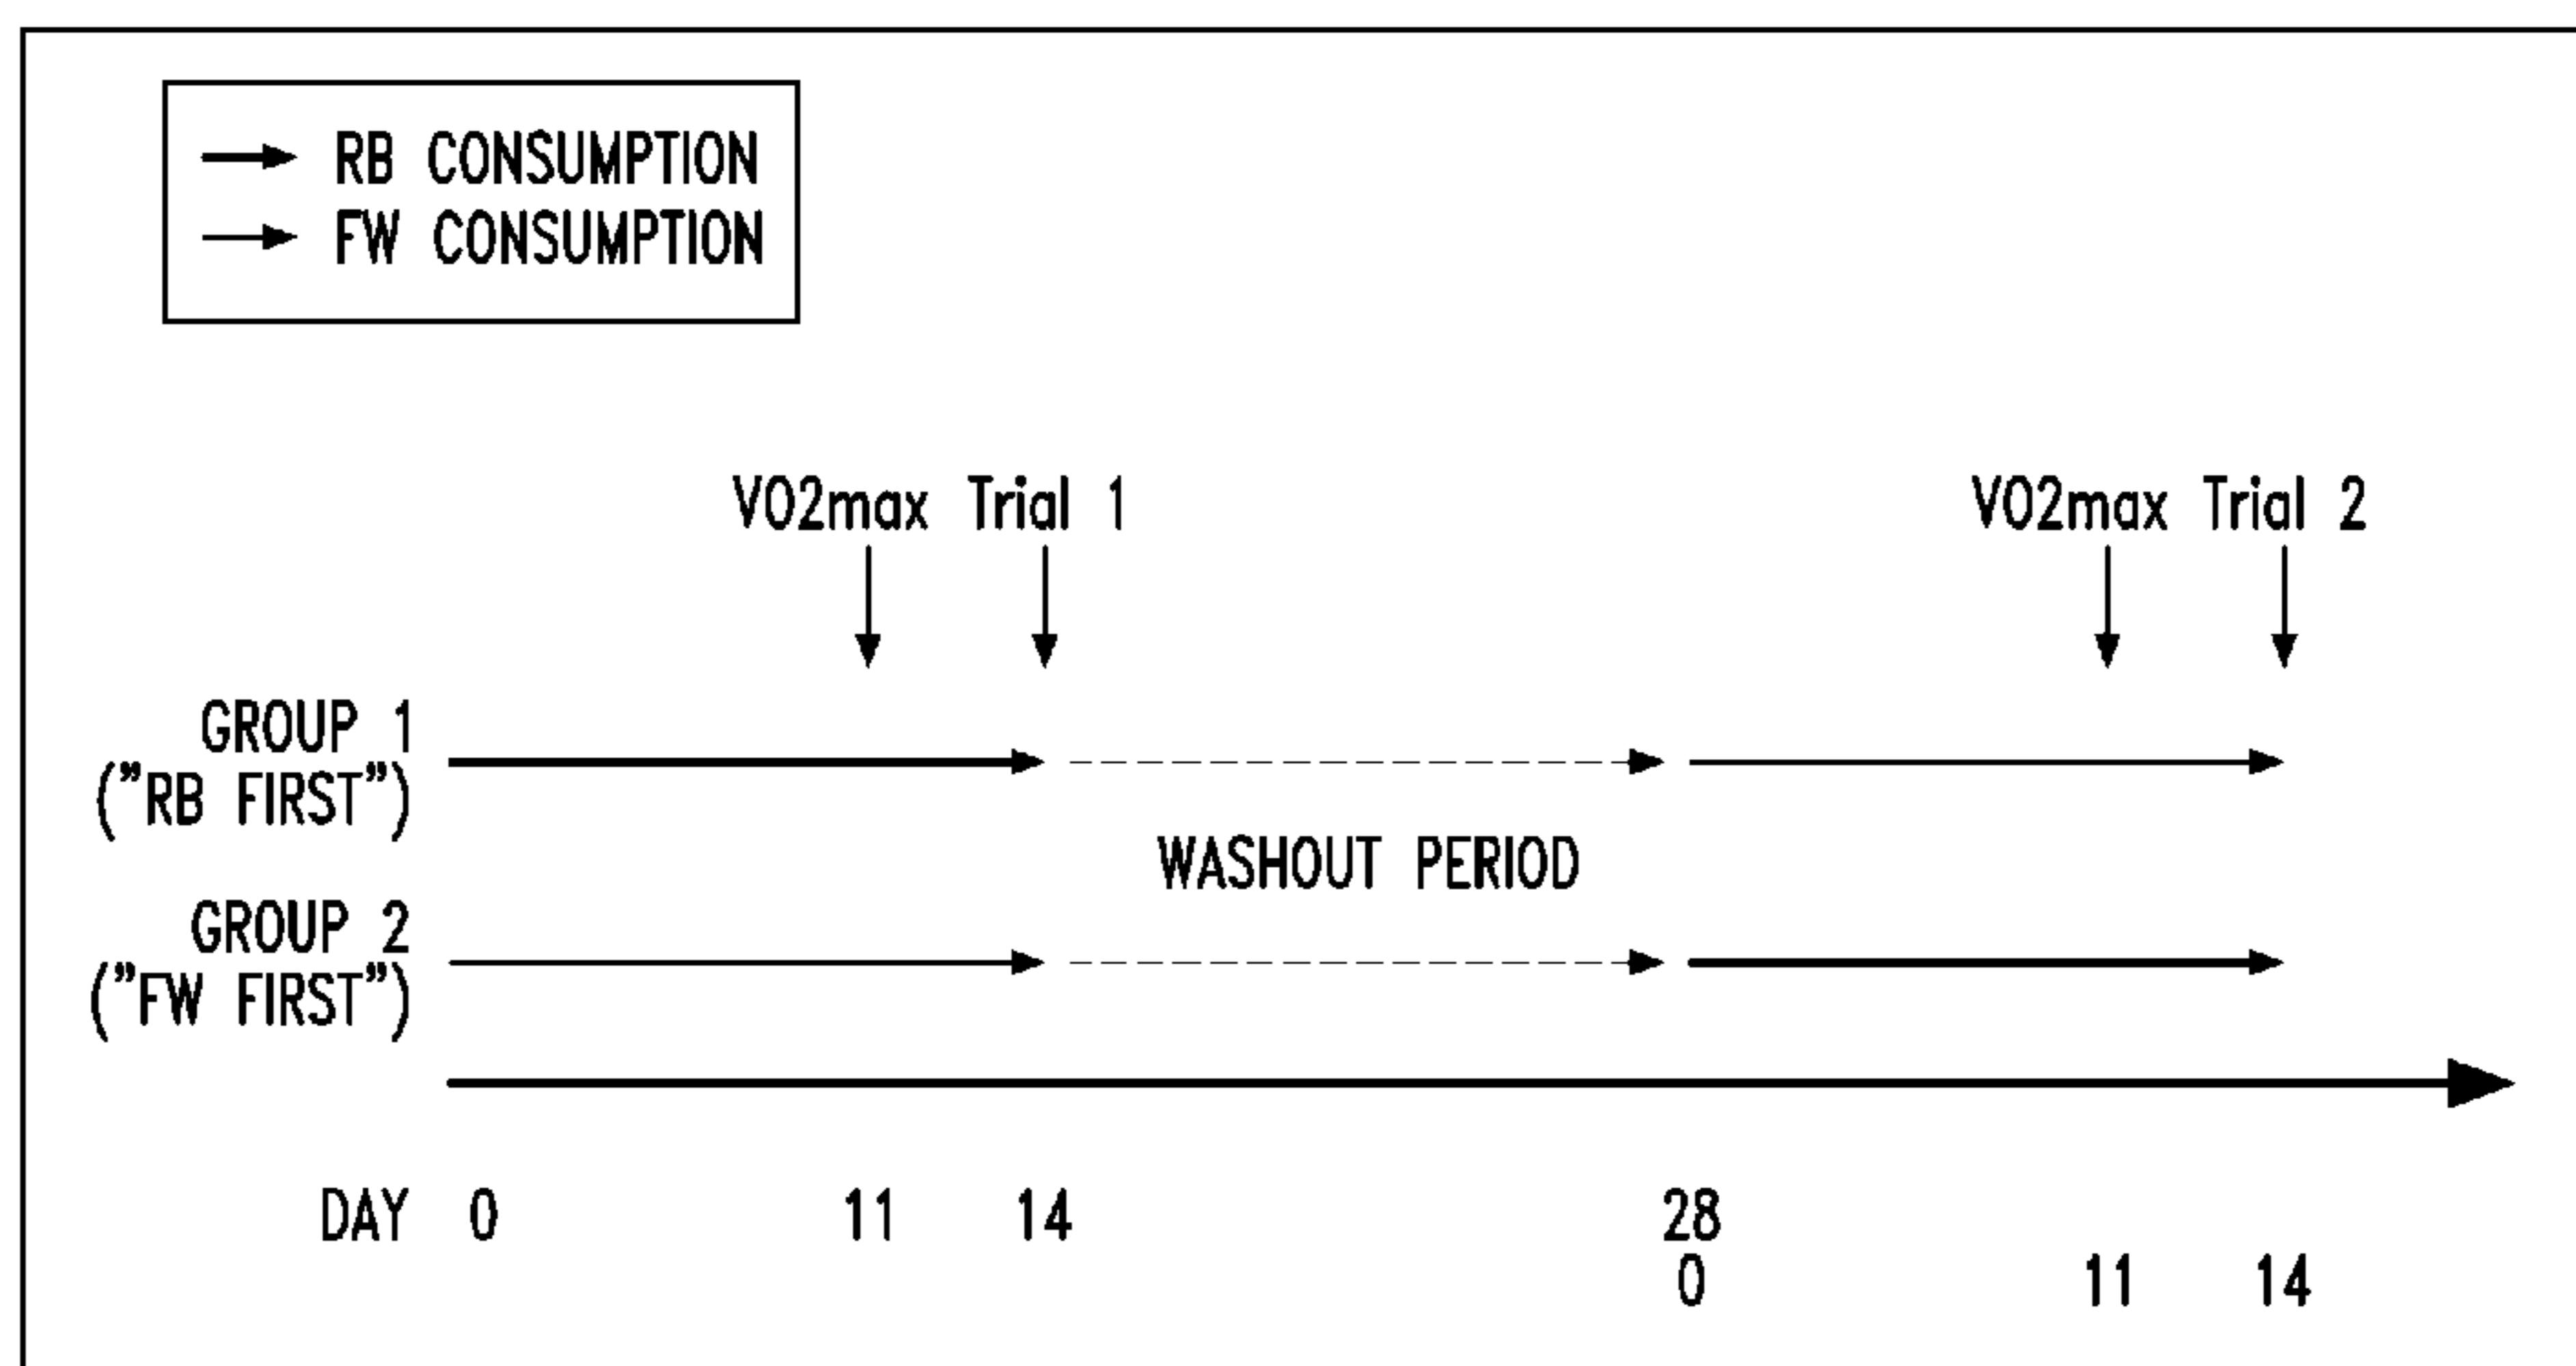 RB CONSUMPTION
FW CONSUMPTION
VO2max Trial 1
VO2max Trial 2
GROUP 1
("RB FIRST")
WASHOUT PERIOD
GROUP 2
("FW FIRST")
DAY 0 11 14 28
0 11 14